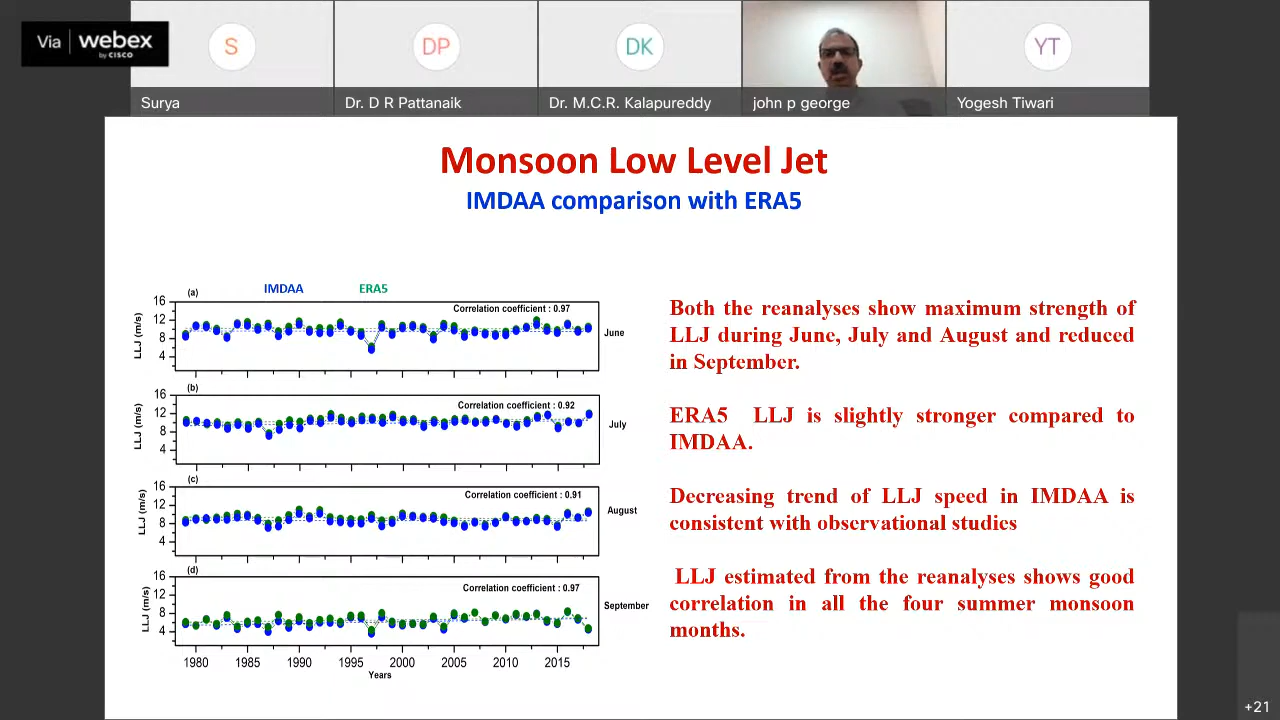 Via webex
by CISCO
S
DP
DK
YT
Surya
Dr. D R Pattanaik
Dr. M.C.R. Kalapureddy
john p george
Yogesh Tiwari
Monsoon Low Level Jet
IMDAA comparison with ERA5
(a)
IMDAA
ERA5
Correlation coefficient : 0.97
16
12
8
4
LLJ (m/s)
June
(b)
Correlation coefficient : 0.92
16
12
8
4
LLJ (m/s)
July
(c)
Correlation coefficient : 0.91
16
12
8
4
LLJ (m/s)
August
(d)
Correlation coefficient : 0.97
16
12
8
4
LLJ (m/s)
September
1980 1985 1990 1995 2000 2005 2010 2015
Years
Both the reanalyses show maximum strength of
LLJ during June, July and August and reduced
in September.
ERA5 LLJ is slightly stronger compared to
IMDAA.
Decreasing trend of LLJ speed in IMDAA is
consistent with observational studies
LLJ estimated from the reanalyses shows good
correlation in all the four summer monsoon
months.
+21